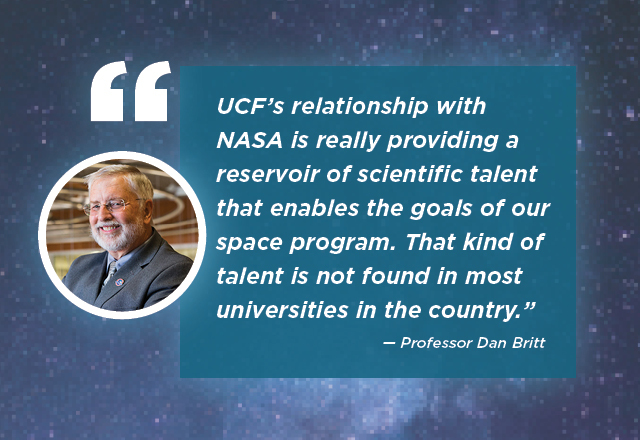 “
UCF’s relationship with
NASA is really providing a
reservoir of scientific talent
that enables the goals of our
space program. That kind of
talent is not found in most
universities in the country.”
— Professor Dan Britt